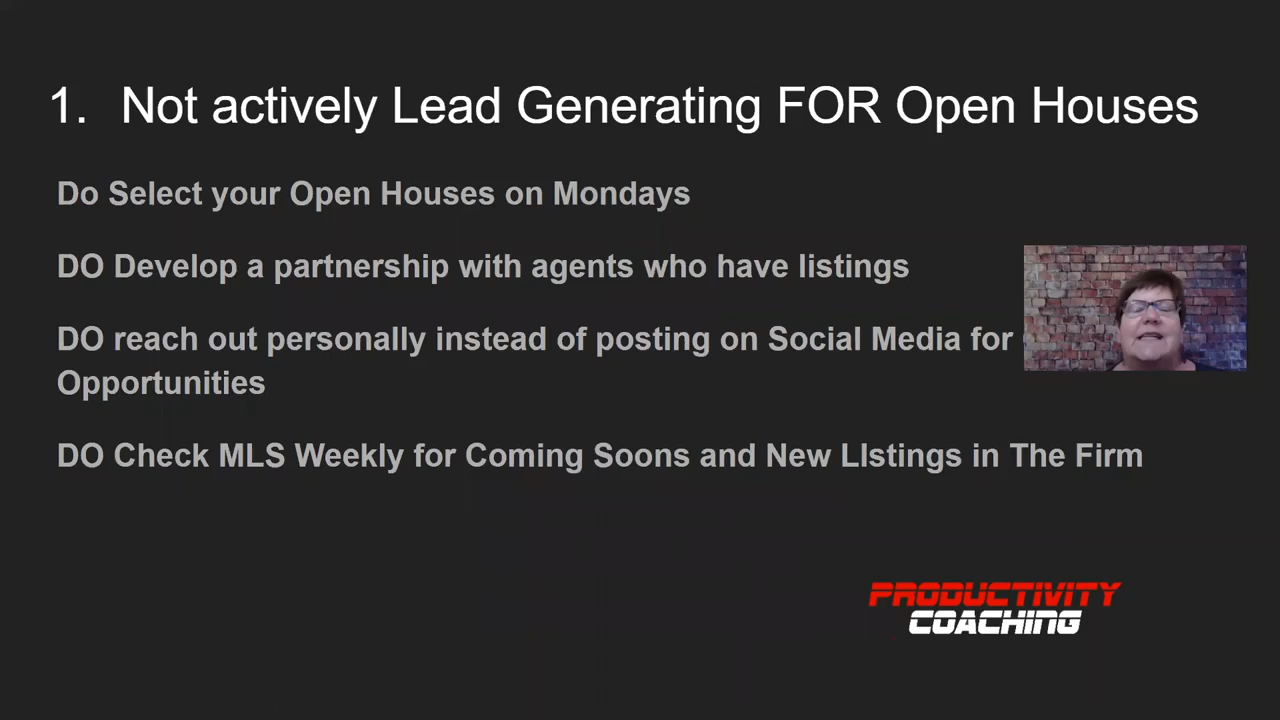 1. Not actively Lead Generating FOR Open Houses
Do Select your Open Houses on Mondays
DO Develop a partnership with agents who have listings
DO reach out personally instead of posting on Social Media for
Opportunities
DO Check MLS Weekly for Coming Soons and New LIstings in The Firm
PRODUCTIVITY
COACHING